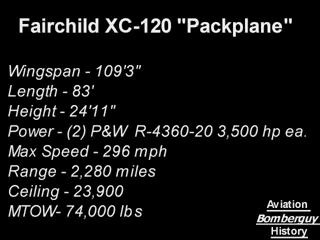 Fairchild XC-120 "Packplane"
Wingspan - 109'3"
Length - 83'
Height - 24'11"
Power - (2) P&W R-4360-20 3,500 hp ea.
Max Speed - 296 mph
Range - 2,280 miles
Ceiling - 23,900
MTOW- 74,000 lbs
Aviation
Bomberguy
History